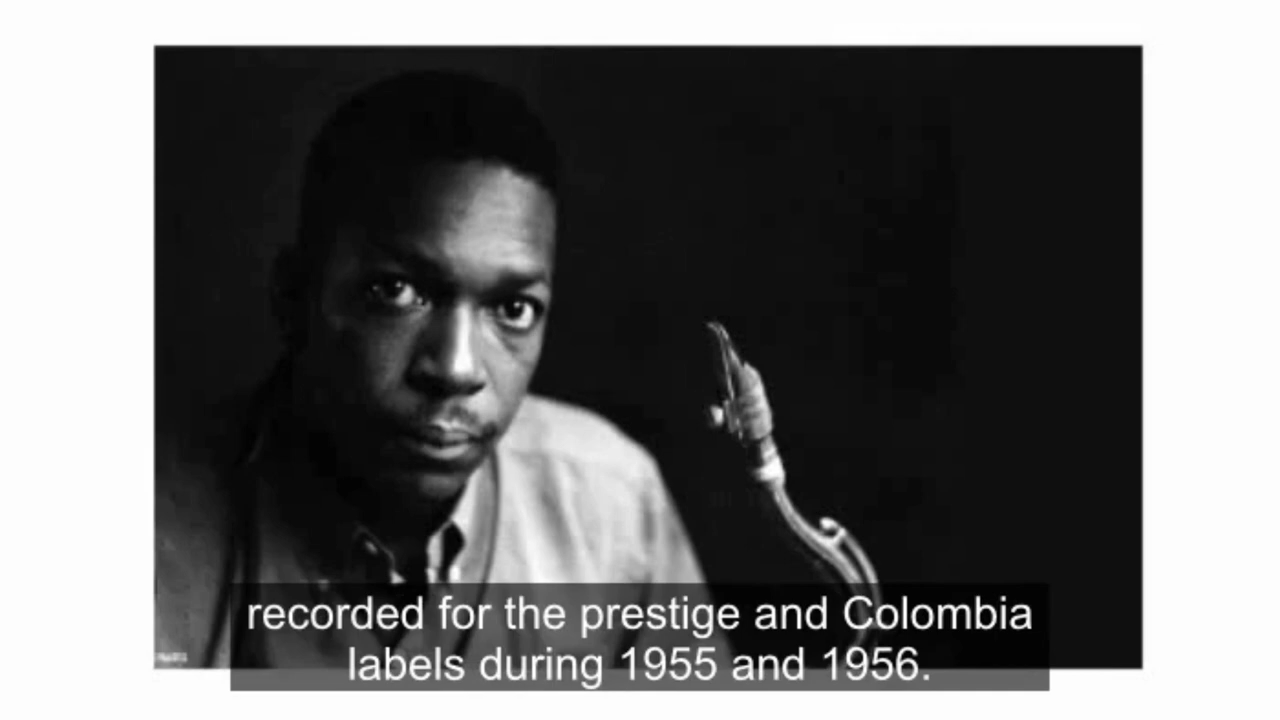 recorded for the prestige and Colombia
labels during 1955 and 1956.